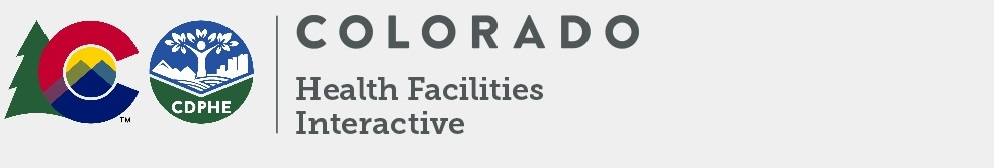 TM
CDPHE
COLORADO
Health Facilities
Interactive